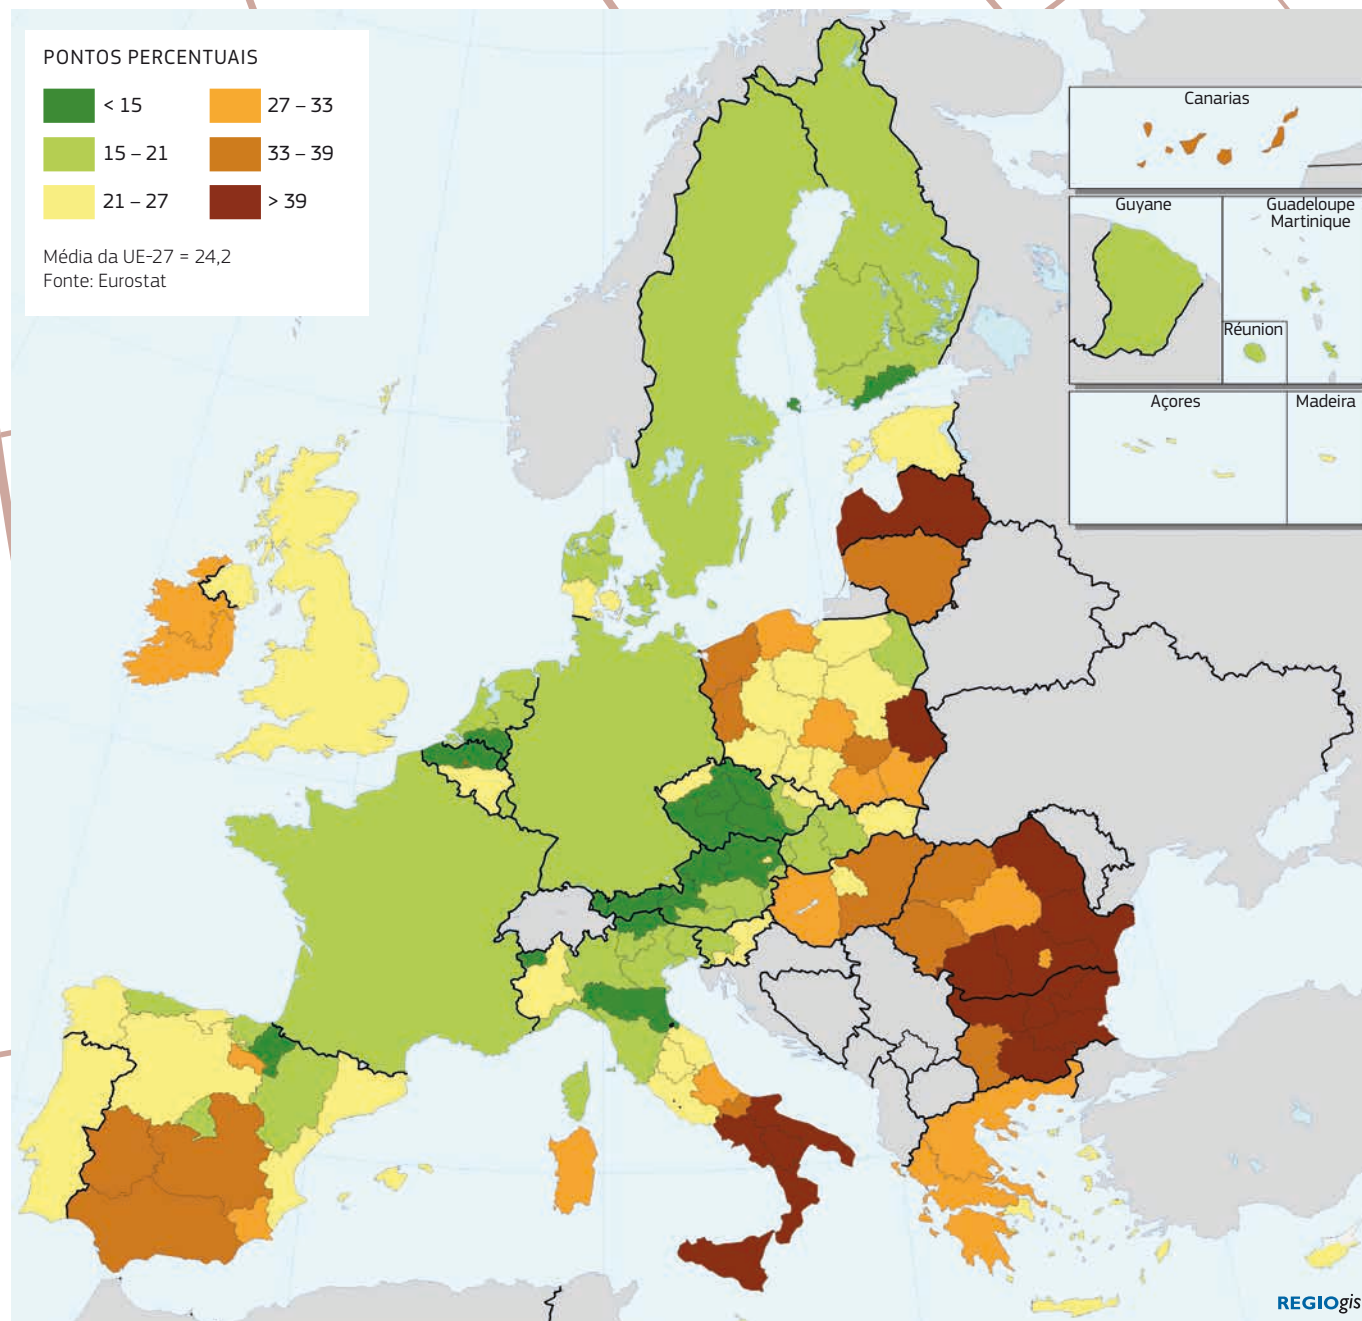 PONTOS PERCENTUAIS
< 15
27 – 33
15 – 21
33 – 39
21 – 27
> 39
Média da UE-27 = 24,2
Fonte: Eurostat
Canarias
Guyane
Guadeloupe
Martinique
Réunion
Açores
Madeira
REGIOgis